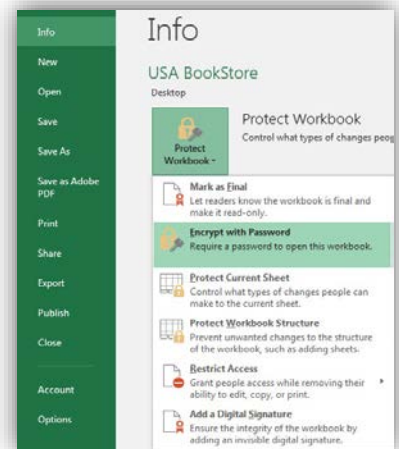 Info
New
Open
Save
Save As
Save as Adobe
PDF
Print
Share
Export
Publish
Close
Account
Options
Info
USA BookStore
Desktop
Protect
Workbook
Protect Workbook
Control what types of changes peop
Mark as Final
Let readers know the workbook is final and
make it read-only.
Encrypt with Password
Require a password to open this workbook.
Protect Current Sheet
Control what types of changes people can
make to the current sheet.
Protect Workbook Structure
Prevent unwanted changes to the structure
of the workbook, such as adding sheets.
Restrict Access
Grant people access while removing their
ability to edit, copy, or print.
Add a Digital Signature
Ensure the integrity of the workbook by
adding an invisible digital signature.